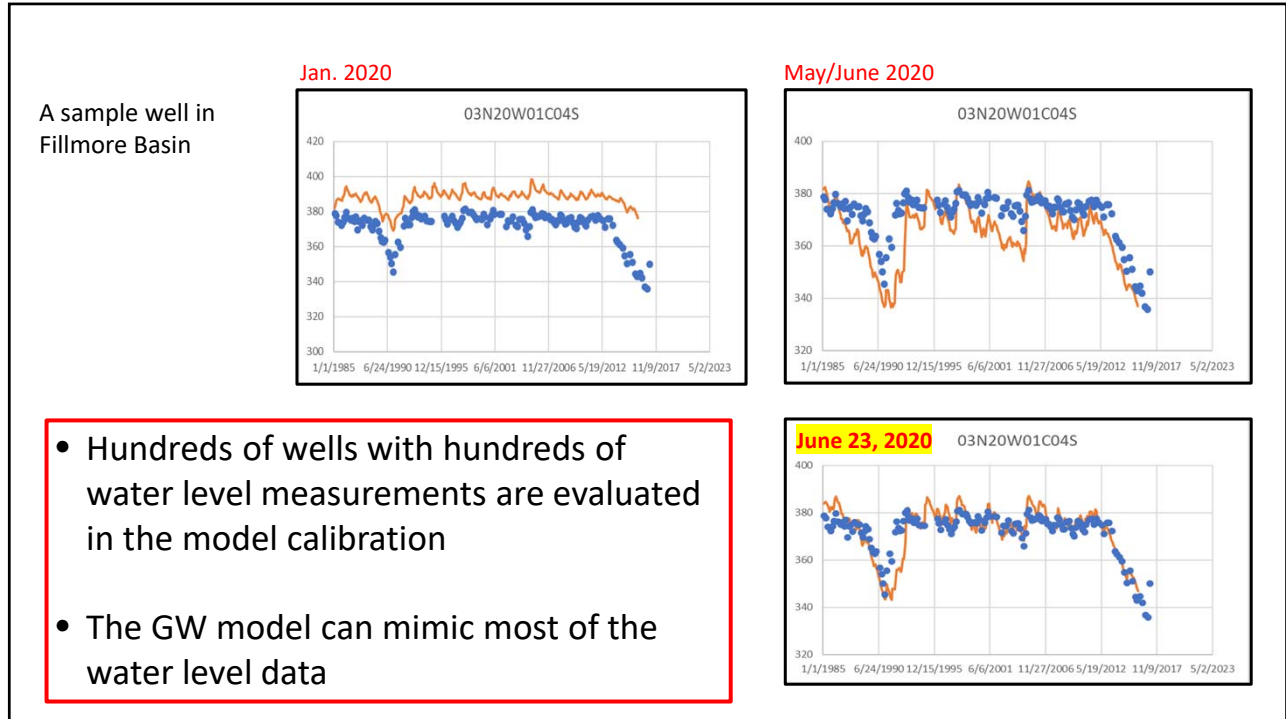 Jan. 2020
May/June 2020
A sample well in
Fillmore Basin
03N20W01C04S
420
400
380
360
340
320
300
1/1/1985 6/24/1990 12/15/1995 6/6/2001 11/27/2006 5/19/2012 11/9/2017 5/2/2023
03N20W01C04S
400
380
360
340
320
1/1/1985 6/24/1990 12/15/1995 6/6/2001 11/27/2006 5/19/2012 11/9/2017 5/2/2023
• Hundreds of wells with hundreds of
water level measurements are evaluated
in the model calibration
• The GW model can mimic most of the
water level data
June 23, 2020 03N20W01C04S
400
380
360
340
320
1/1/1985 6/24/1990 12/15/1995 6/6/2001 11/27/2006 5/19/2012 11/9/2017 5/2/2023